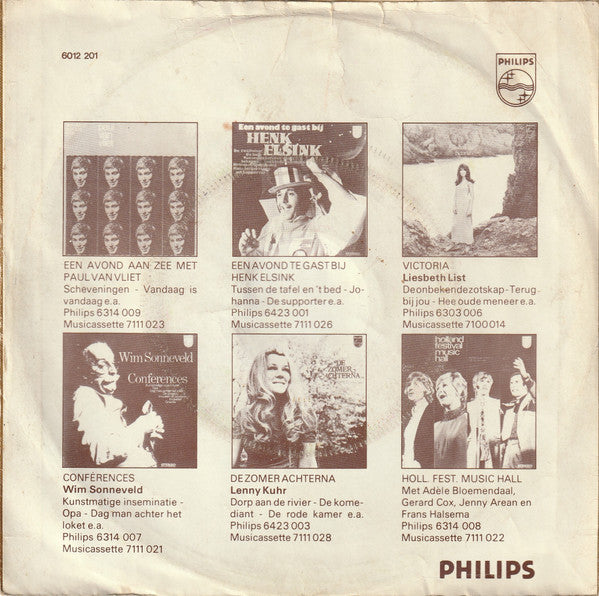 6012 201
PHILIPS
Een avond te gast bij
HENK
ELSINK
EEN AVOND AAN ZEE MET
PAUL VAN VLIET
Scheveningen - Vandaag is
vandaag e.a.
Philips 6314 009
Musicassette 7111 023
EEN AVOND TE GAST BIJ
HENK ELSINK
Tussen de tafel en 't bed - Jo-
hanna - De supporter e.a.
Philips 6423 001
Musicassette 7111 026
VICTORIA
Liesbeth List
Deonbekendezotskap - Terug-
bij jou - Hee oude meneer e.a.
Philips 6303 006
Musicassette 7100 014
Wim Sonneveld
Conferences
STEREO
DE
ZOMER
ACHTERNA
holland
festival
music
hall
STEREO
CONFÉRENCES
Wim Sonneveld
Kunstmatige inseminatie -
Opa - Dag man achter het
loket e.a.
Philips 6314 007
Musicassette 7111 021
DE ZOMER ACHTERNA
Lenny Kuhr
Dorp aan de rivier - De kome-
diant - De rode kamer e.a.
Philips 6423 003
Musicassette 7111 028
HOLL. FEST. MUSIC HALL
Met Adèle Bloemendaal,
Gerard Cox, Jenny Arean en
Frans Halsema
Philips 6314 008
Musicassette 7111 022
PHILIPS